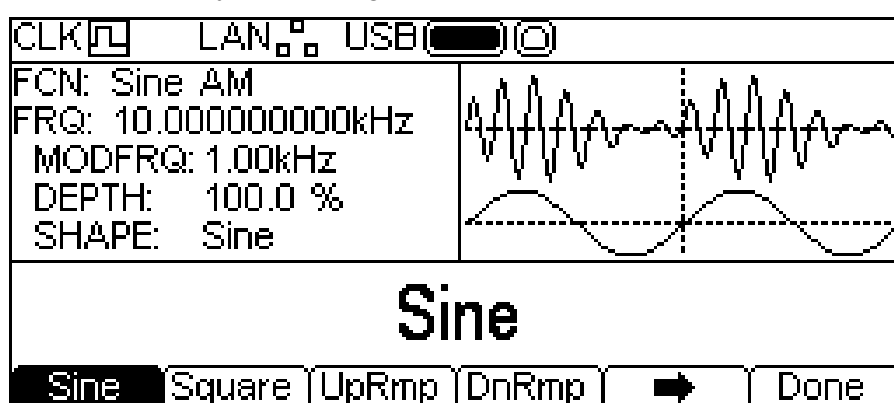 CLK LAN USB
FCN: Sine AM
FRQ: 10.000000000kHz
MODFRQ: 1.00kHz
DEPTH: 100.0 %
SHAPE: Sine
Sine
Sine Square UpRmp DnRmp Done